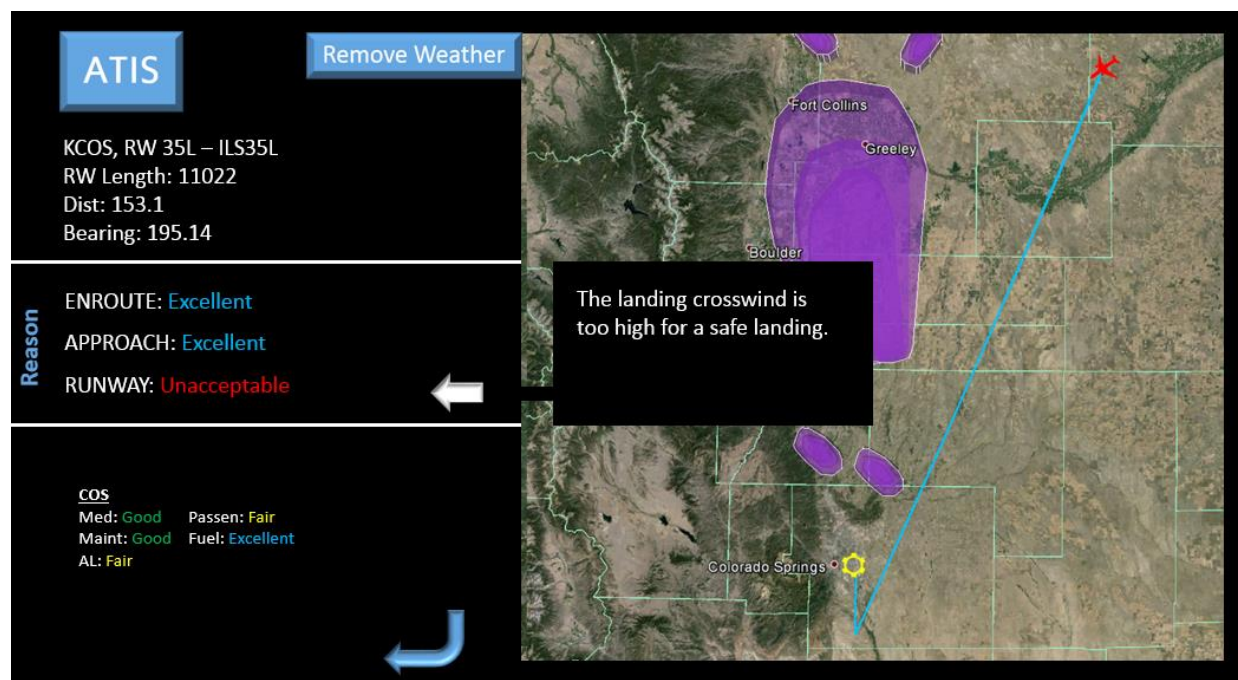 ATIS
Remove Weather
KCOS, RW 35L – ILS35L
RW Length: 11022
Dist: 153.1
Bearing: 195.14
Reason
ENROUTE: Excellent
APPROACH: Excellent
RUNWAY: Unacceptable
The landing crosswind is
too high for a safe landing.
COS
Med: Good Passen: Fair
Maint: Good Fuel: Excellent
AL: Fair
Fort Collins
Greeley
Boulder
Colorado Springs